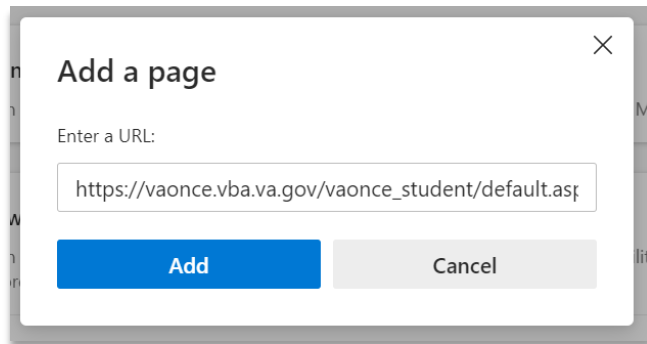 Add a page
Enter a URL:
https://vaonce.vba.va.gov/vaonce_student/default.asp
Add
Cancel